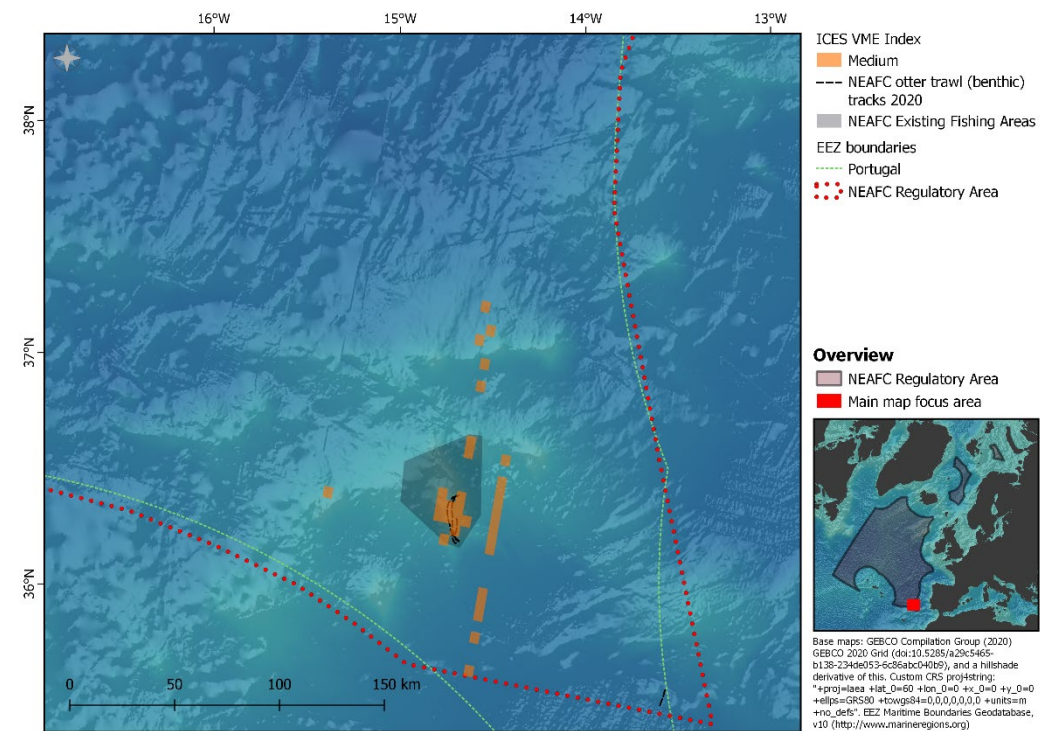 16°W
15°W
14°W
13°W
38°N
37°N
36°N
0
50
100
150 km
ICES VME Index
Medium
NEAFC otter trawl (benthic)
tracks 2020
NEAFC Existing Fishing Areas
EEZ boundaries
Portugal
NEAFC Regulatory Area
Overview
NEAFC Regulatory Area
Main map focus area
Base maps: GEBCO Compilation Group (2020)
GEBCO 2020 Grid (doi:10.5285/a29c5465-
b138-234de053-6c86abc040b9), and a hillshade
derivative of this. Custom CRS proj4string:
"+proj=laea +lat_0=60 +lon_0=0 +x_0=0 +y_0=0
+ellps=GRS80 +towgs84=0,0,0,0,0,0,0 +units=m
+no_defs". EEZ Maritime Boundaries Geodatabase,
v10 (http://www.marineregions.org)